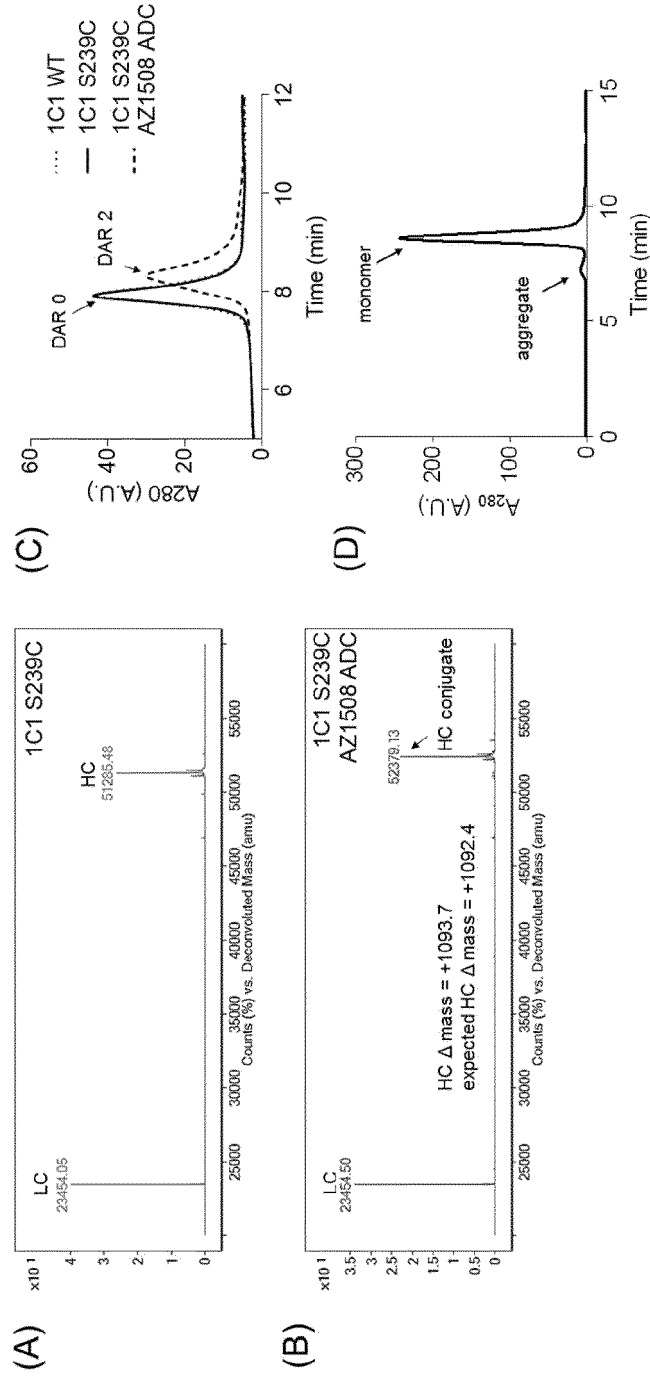 (A)
1C1 S239C
x10 1
4
3
2
1
0
LC
23454.05
HC
51285.48
25000 30000 35000 40000 45000 50000 55000
Counts (%) vs. Deconvoluted Mass (amu)
(B)
1C1 S239C
AZ1508 ADC
x10 1
3.5
3
2.5
2
1.5
1
0.5
0
LC
23454.50
52379.13
HC conjugate
HC Δ mass = +1093.7
expected HC Δ mass = +1092.4
25000 30000 35000 40000 45000 50000 55000
Counts (%) vs. Deconvoluted Mass (amu)
(C)
A280 (A.U.)
60
40
20
0
DAR 0
DAR 2
1C1 WT
1C1 S239C
1C1 S239C
AZ1508 ADC
6 8 10 12
Time (min)
(D)
A280 (A.U.)
300
200
100
0
monomer
aggregate
0 5 10 15
Time (min)